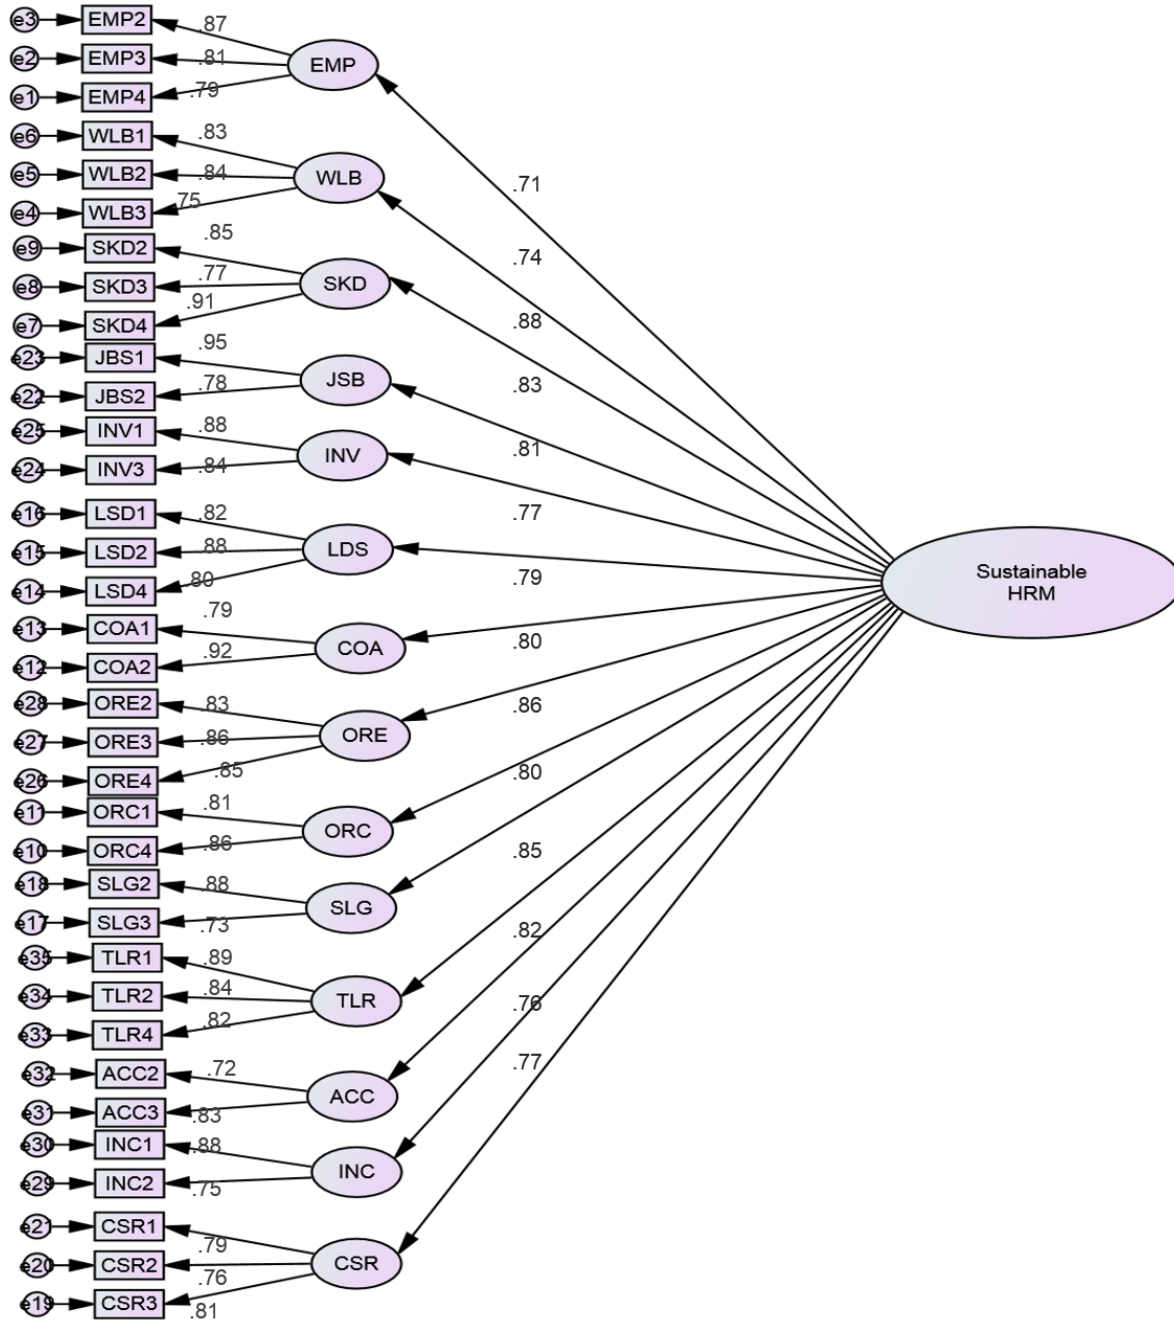 e3 EMP2 .87
e2 EMP3 .81 EMP
e1 EMP4 .79
e6 WLB1 .83
e5 WLB2 .84 WLB .71
e4 WLB3 .75
e9 SKD2 .85
.74
e8 SKD3 .77 SKD
e7 SKD4 .91 .88
e23 JBS1 .95
JSB .83
e22 JBS2 .78
e25 INV1 .88
INV .81
e24 INV3 .84
e16 LSD1 .82 .77
e15 LSD2 .88 LDS
e14 LSD4 .80 .79 Sustainable
HRM
e13 COA1 .79
COA .80
e12 COA2 .92
e28 ORE2 .83 .86
e27 ORE3 .86 ORE
e26 ORE4 .85 .80
e11 ORC1 .81
ORC
e10 ORC4 .86 .85
e18 SLG2 .88
SLG
e17 SLG3 .73 .82
e35 TLR1 .89
e34 TLR2 .84 TLR .76
e33 TLR4 .82
e32 ACC2 .72 .77
ACC
e31 ACC3 .83
e30 INC1 .88
INC
e29 INC2 .75
e21 CSR1 .79
e20 CSR2 .76 CSR
e19 CSR3 .81